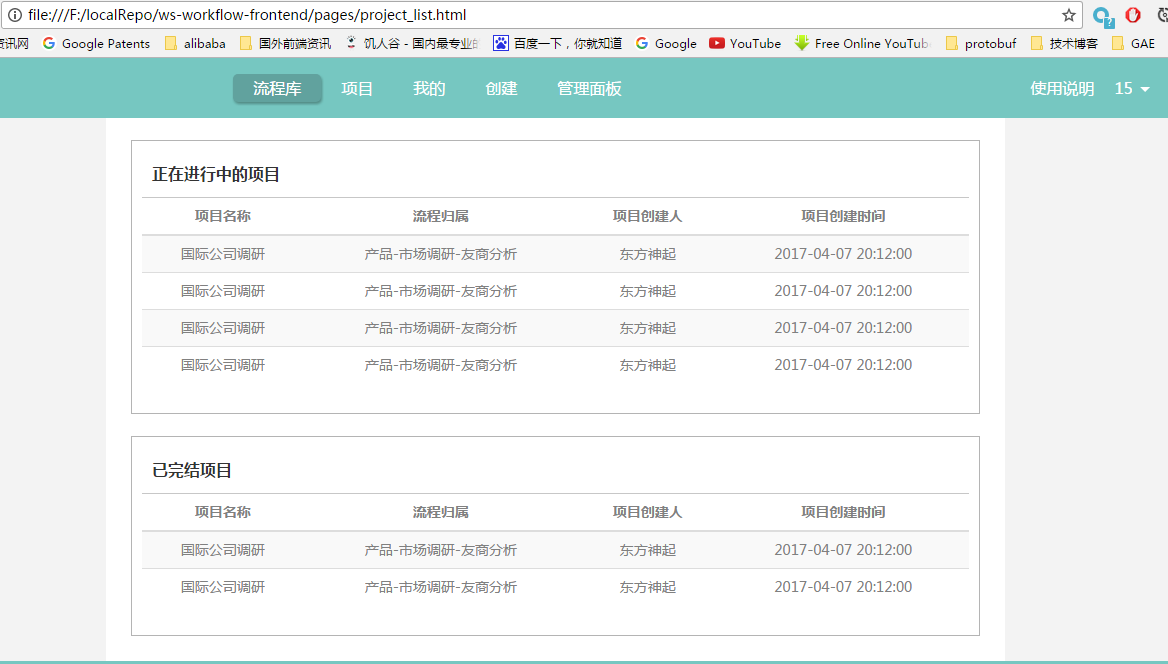 file:///F:/localRepo/ws-workflow-frontend/pages/project_list.html
资讯网 Google Patents alibaba 国外前端资讯 饥人谷 - 国内最专业 百度一下，你就知道 Google YouTube Free Online YouTub protobuf 技术博客 GAE
流程库 项目 我的 创建 管理面板 使用说明 15
正在进行中的项目
项目名称 流程归属 项目创建人 项目创建时间
国际公司调研 产品-市场调研-友商分析 东方神起 2017-04-07 20:12:00
国际公司调研 产品-市场调研-友商分析 东方神起 2017-04-07 20:12:00
国际公司调研 产品-市场调研-友商分析 东方神起 2017-04-07 20:12:00
国际公司调研 产品-市场调研-友商分析 东方神起 2017-04-07 20:12:00
已完结项目
项目名称 流程归属 项目创建人 项目创建时间
国际公司调研 产品-市场调研-友商分析 东方神起 2017-04-07 20:12:00
国际公司调研 产品-市场调研-友商分析 东方神起 2017-04-07 20:12:00